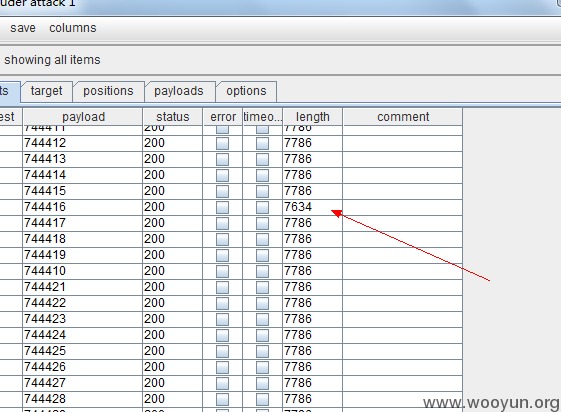 uder attack 1
save columns
showing all items
ts target positions payloads options
est payload status error timeo... length comment
744411 200 7786
744412 200 7786
744413 200 7786
744414 200 7786
744415 200 7786
744416 200 7634
744417 200 7786
744418 200 7786
744419 200 7786
744410 200 7786
744421 200 7786
744422 200 7786
744423 200 7786
744424 200 7786
744425 200 7786
744426 200 7786
744427 200 7786
744428 200 7786
www.wooyun.org